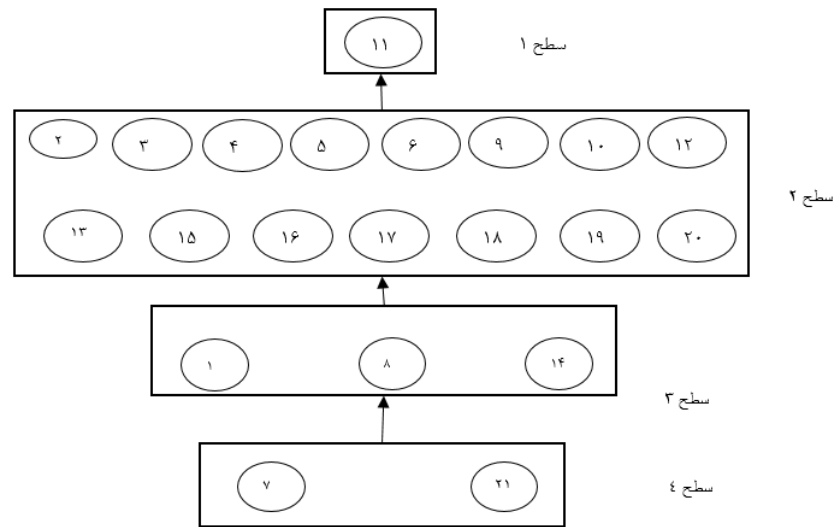 ۱۱
سطح ۱
۲ ۳ ۴ ۵ ۶ ۹ ۱۰ ۱۲
سطح ۲
۱۳ ۱۵ ۱۶ ۱۷ ۱۸ ۱۹ ۲۰
۱ ۸ ۱۴
سطح ۳
۷ ۲۱
سطح ٤